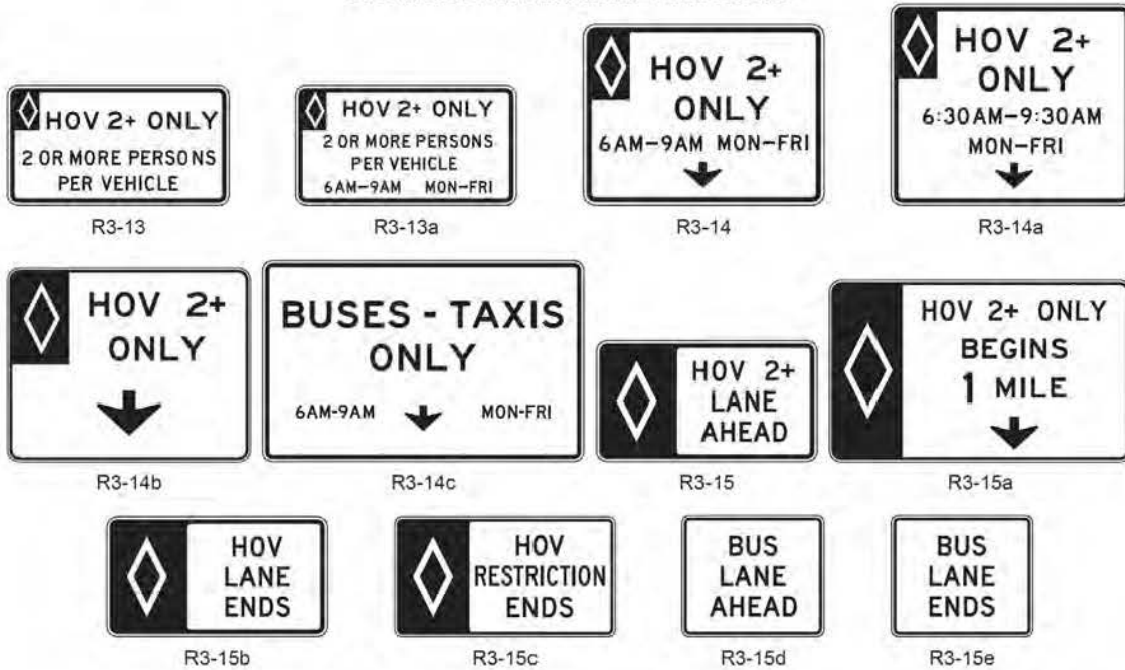 HOV 2+ ONLY
2 OR MORE PERSONS
PER VEHICLE
R3-13
HOV 2+ ONLY
2 OR MORE PERSONS
PER VEHICLE
6AM-9AM MON-FRI
R3-13a
HOV 2+
ONLY
6AM-9AM MON-FRI
R3-14
HOV 2+
ONLY
6:30AM-9:30AM
MON-FRI
R3-14a
HOV 2+
ONLY
R3-14b
BUSES - TAXIS
ONLY
6AM-9AM MON-FRI
R3-14c
HOV 2+
LANE
AHEAD
R3-15
HOV 2+ ONLY
BEGINS
1 MILE
R3-15a
HOV
LANE
ENDS
R3-15b
HOV
RESTRICTION
ENDS
R3-15c
BUS
LANE
AHEAD
R3-15d
BUS
LANE
ENDS
R3-15e